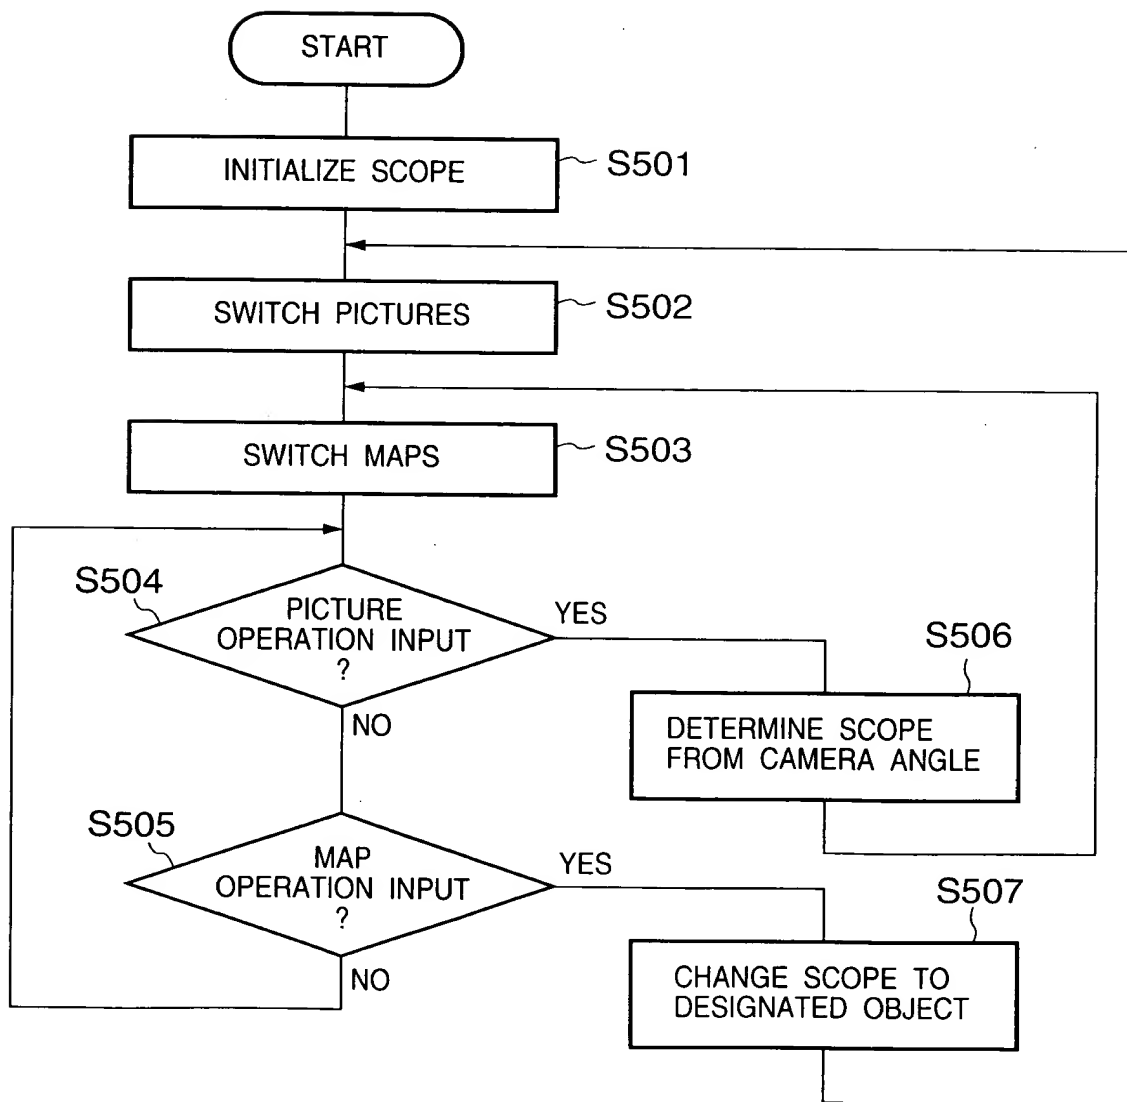 START
INITIALIZE SCOPE
S501
SWITCH PICTURES
S502
SWITCH MAPS
S503
S504
PICTURE
OPERATION INPUT
?
YES
NO
S506
DETERMINE SCOPE
FROM CAMERA ANGLE
S505
MAP
OPERATION INPUT
?
YES
NO
S507
CHANGE SCOPE TO
DESIGNATED OBJECT